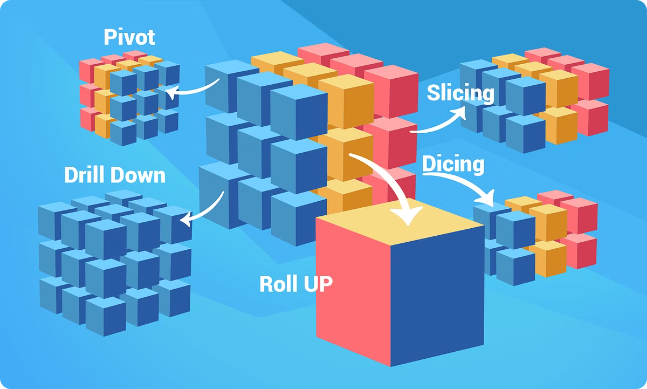 Pivot
Slicing
Drill Down
Dicing
Roll UP